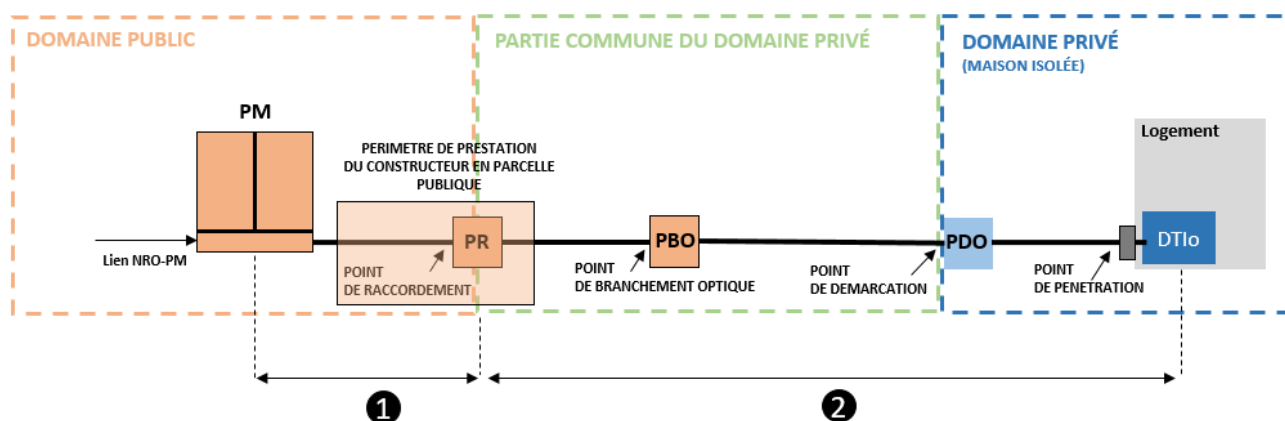 DOMAINE PUBLIC
PARTIE COMMUNE DU DOMAINE PRIVÉ
DOMAINE PRIVÉ
(MAISON ISOLÉE)
PM
Logement
PERIMETRE DE PRESTATION
DU CONSTRUCTEUR EN PARCELLE
PUBLIQUE
PR
PBO
PDO
DTIo
Lien NRO-PM
POINT
DE RACCORDEMENT
POINT
DE BRANCHEMENT OPTIQUE
POINT
DE DEMARCATION
POINT
DE PENETRATION
1
2